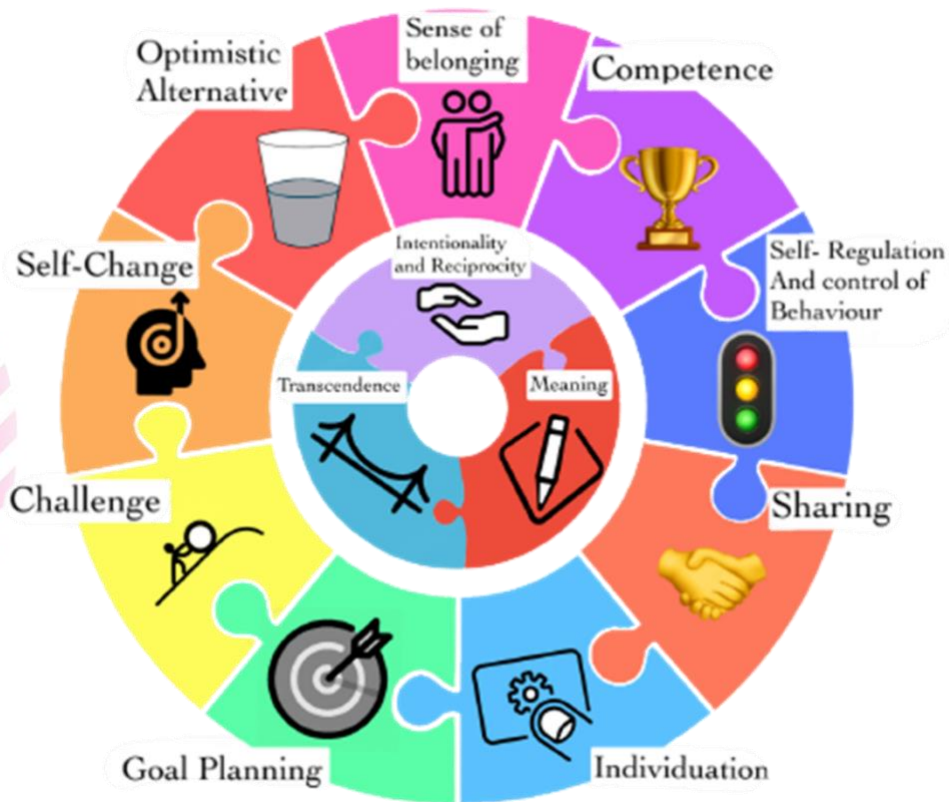 Sense of
belonging
Optimistic
Alternative
Competence
Self-Change
Intentionality
and Reciprocity
Self- Regulation
And control of
Behaviour
Transcendence
Meaning
Challenge
Sharing
Goal Planning
Individuation